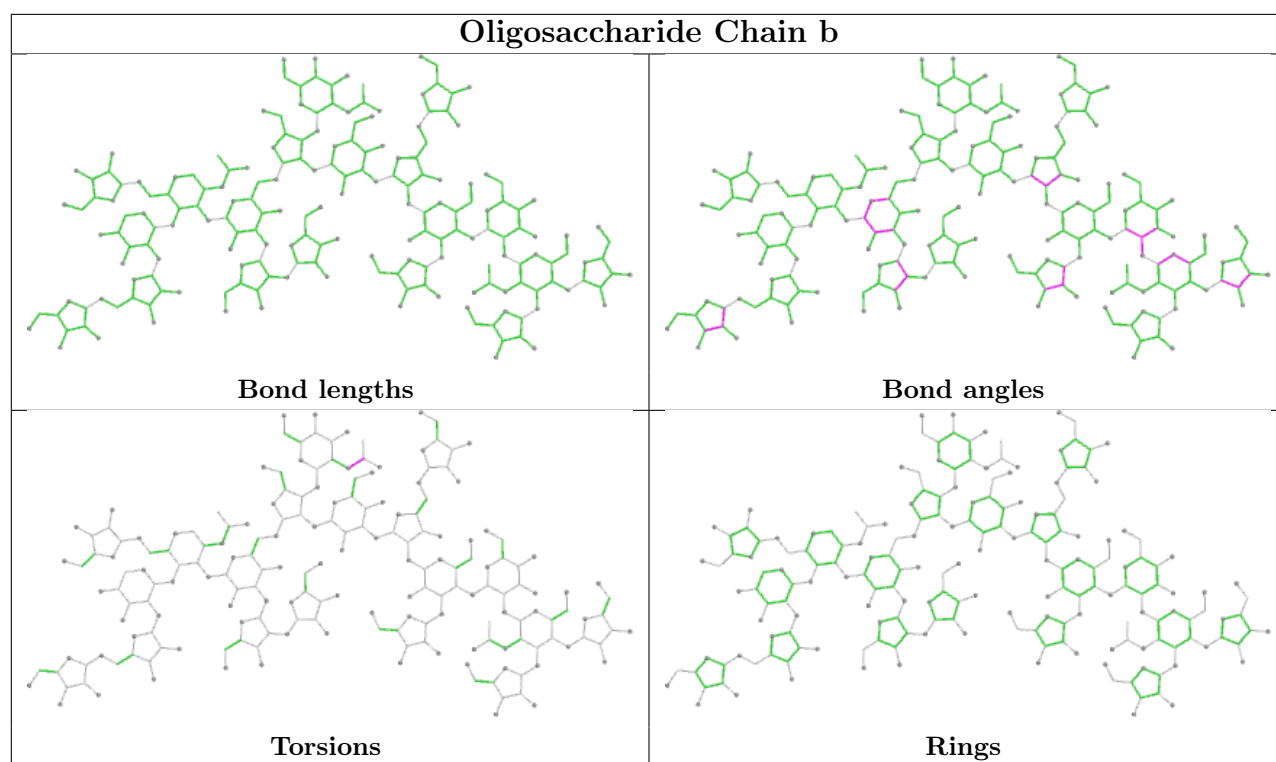 Oligosaccharide Chain b
Bond lengths
Bond angles
Torsions
Rings